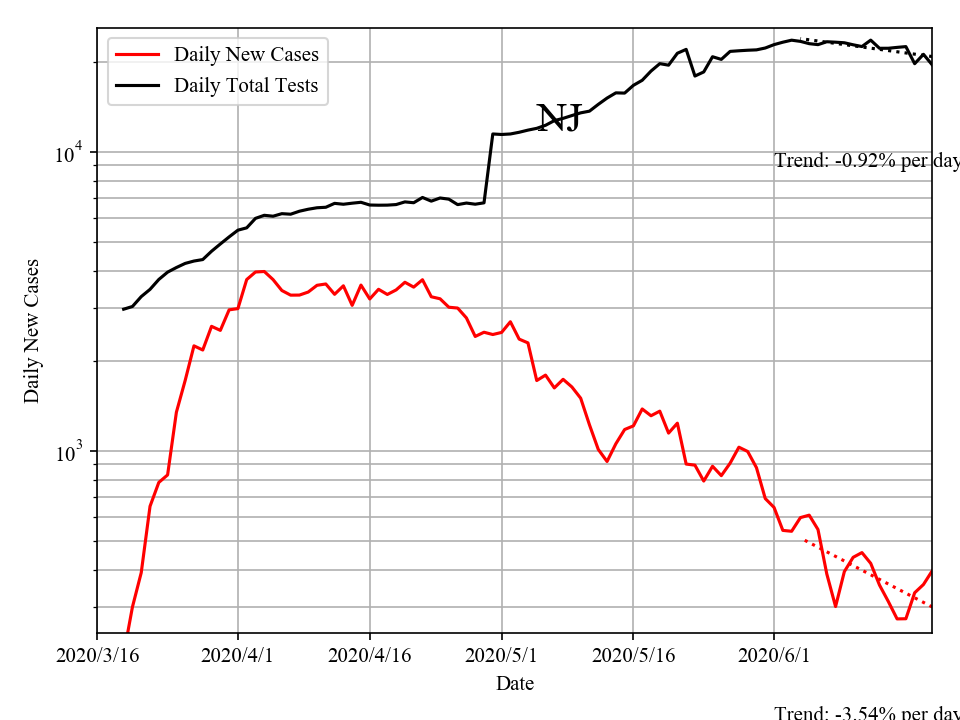 Daily New Cases
Daily Total Tests
NJ
10⁴
Trend: -0.92% per day
Daily New Cases
10³
2020/3/16
2020/4/1
2020/4/16
2020/5/1
2020/5/16
2020/6/1
Date
Trend: -3.54% per day